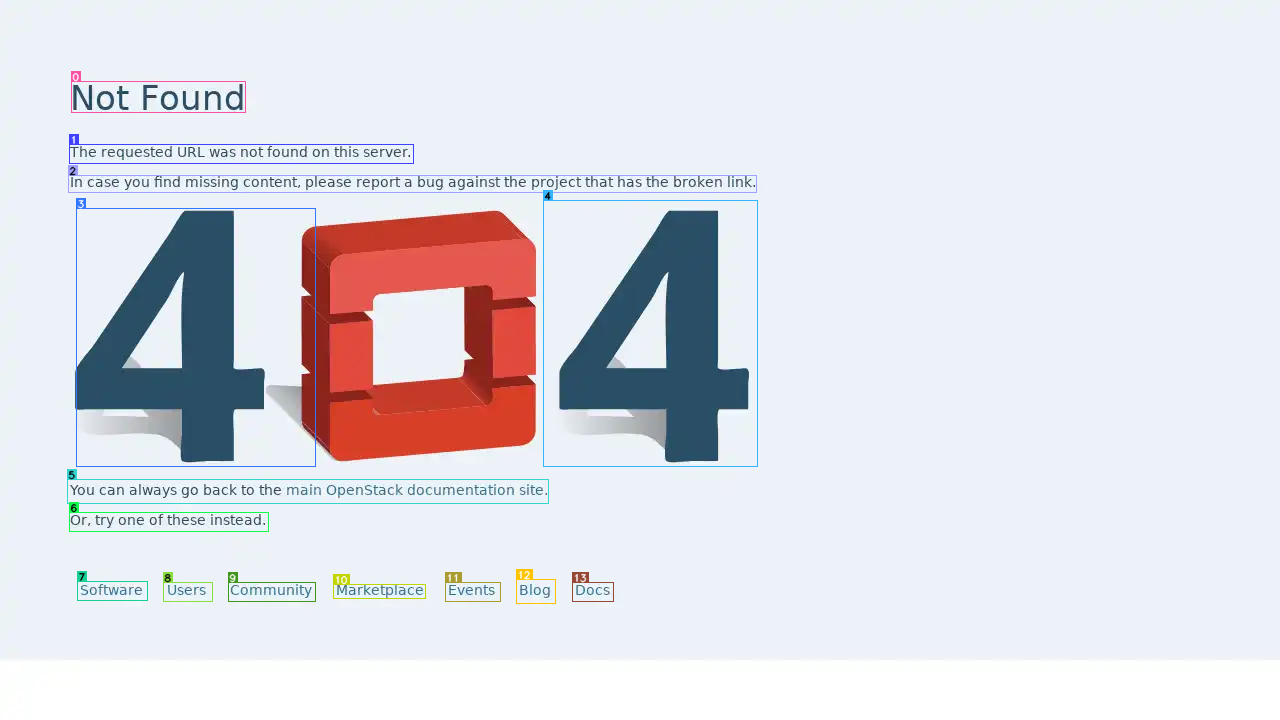 Not Found
The requested URL was not found on this server.
In case you find missing content, please report a bug against the project that has the broken link.
4 4
You can always go back to the main OpenStack documentation site.
Or, try one of these instead.
Software Users Community Marketplace Events Blog Docs
0
1
2
3
4
5
6
7
8
9
10
11
12
13